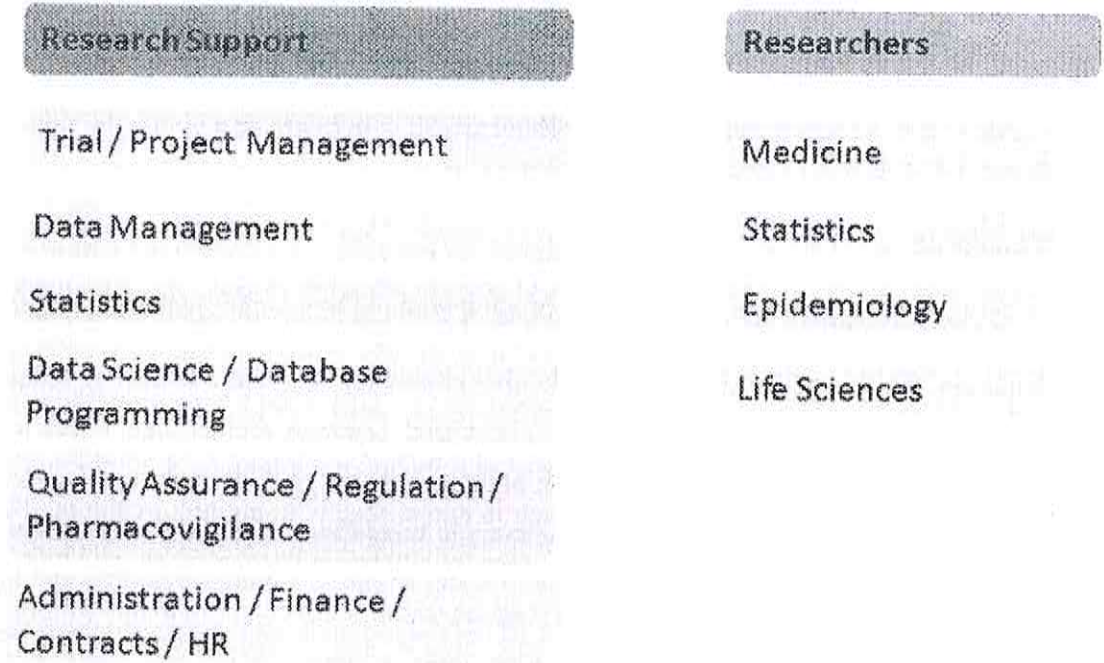 Research Support
Trial / Project Management
Data Management
Statistics
Data Science / Database
Programming
Quality Assurance / Regulation /
Pharmacovigilance
Administration / Finance /
Contracts / HR
Researchers
Medicine
Statistics
Epidemiology
Life Sciences